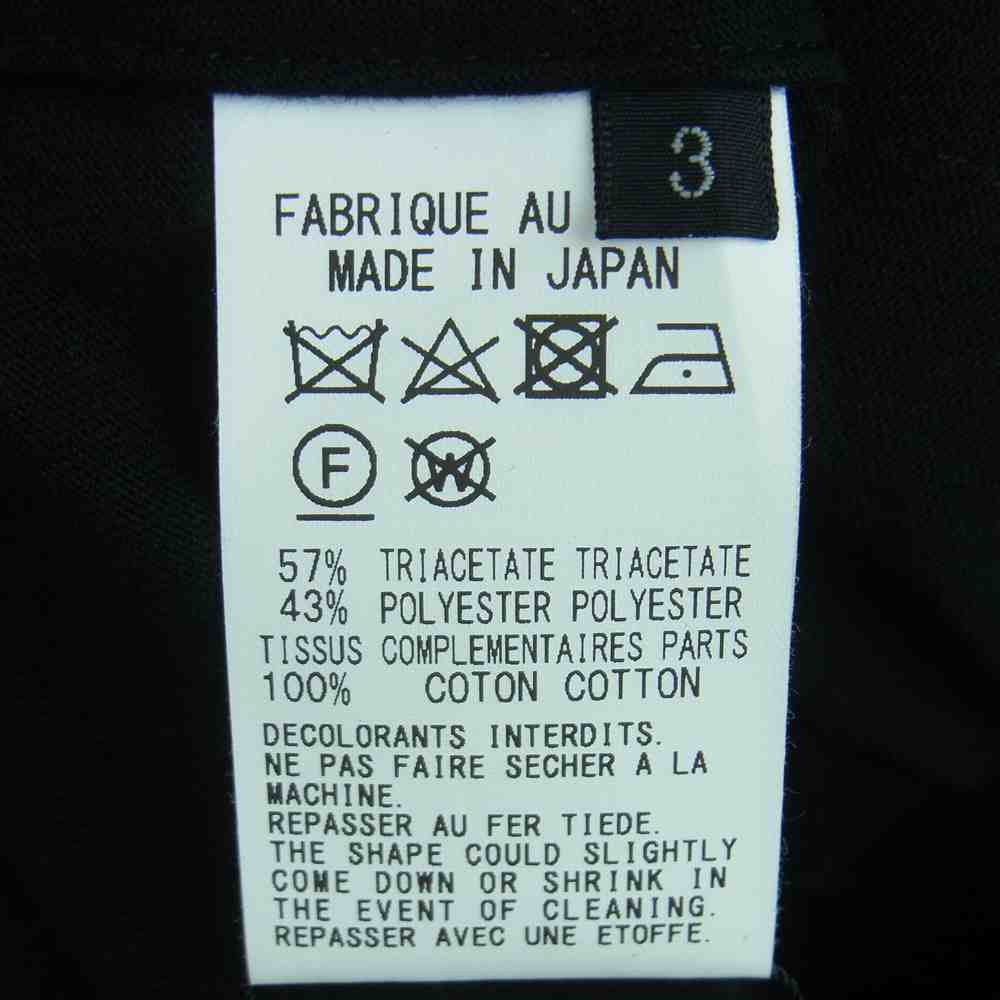 3
FABRIQUE AU
MADE IN JAPAN
F W
57% TRIACETATE TRIACETATE
43% POLYESTER POLYESTER
TISSUS COMPLEMENTAIRES PARTS
100% COTON COTTON
DECOLORANTS INTERDITS.
NE PAS FAIRE SECHER A LA
MACHINE.
REPASSER AU FER TIEDE.
THE SHAPE COULD SLIGHTLY
COME DOWN OR SHRINK IN
THE EVENT OF CLEANING.
REPASSER AVEC UNE ETOFFE.